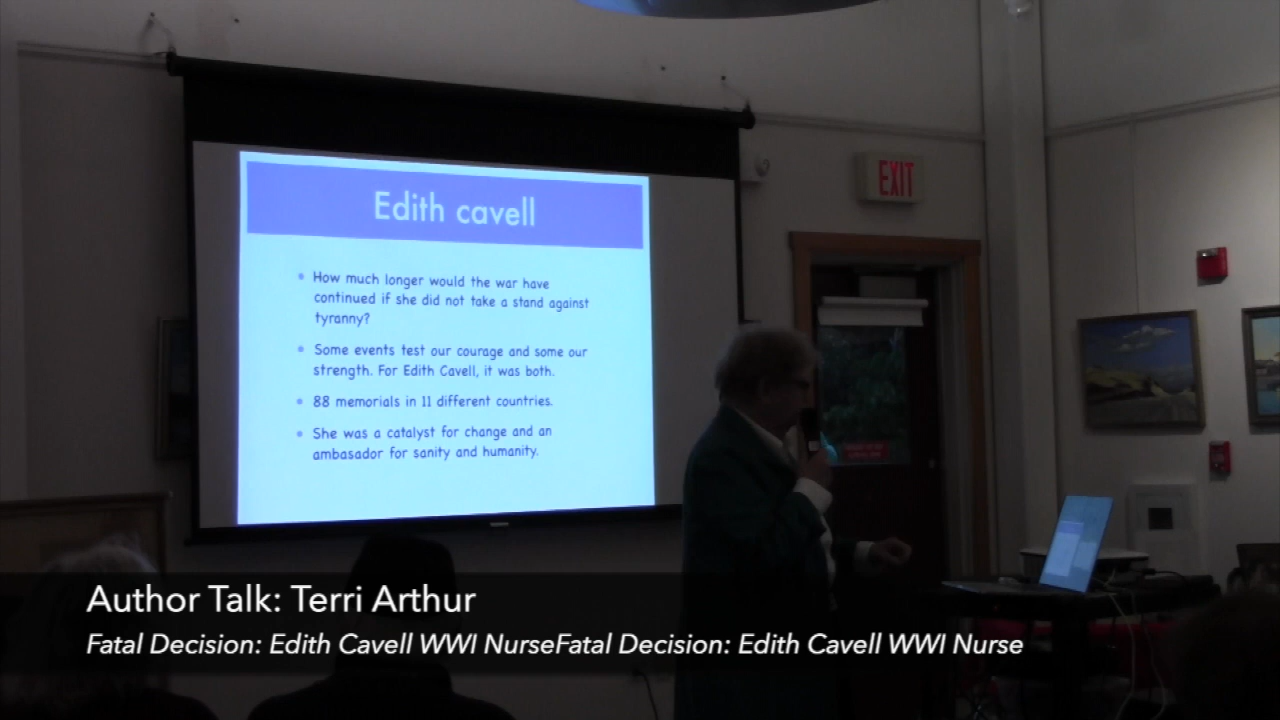 Edith cavell
EXIT
• How much longer would the war have
continued if she did not take a stand against
tyranny?
• Some events test our courage and some our
strength. For Edith Cavell, it was both.
• 88 memorials in 11 different countries.
• She was a catalyst for change and an
ambasador for sanity and humanity.
Author Talk: Terri Arthur
Fatal Decision: Edith Cavell WWI NurseFatal Decision: Edith Cavell WWI Nurse